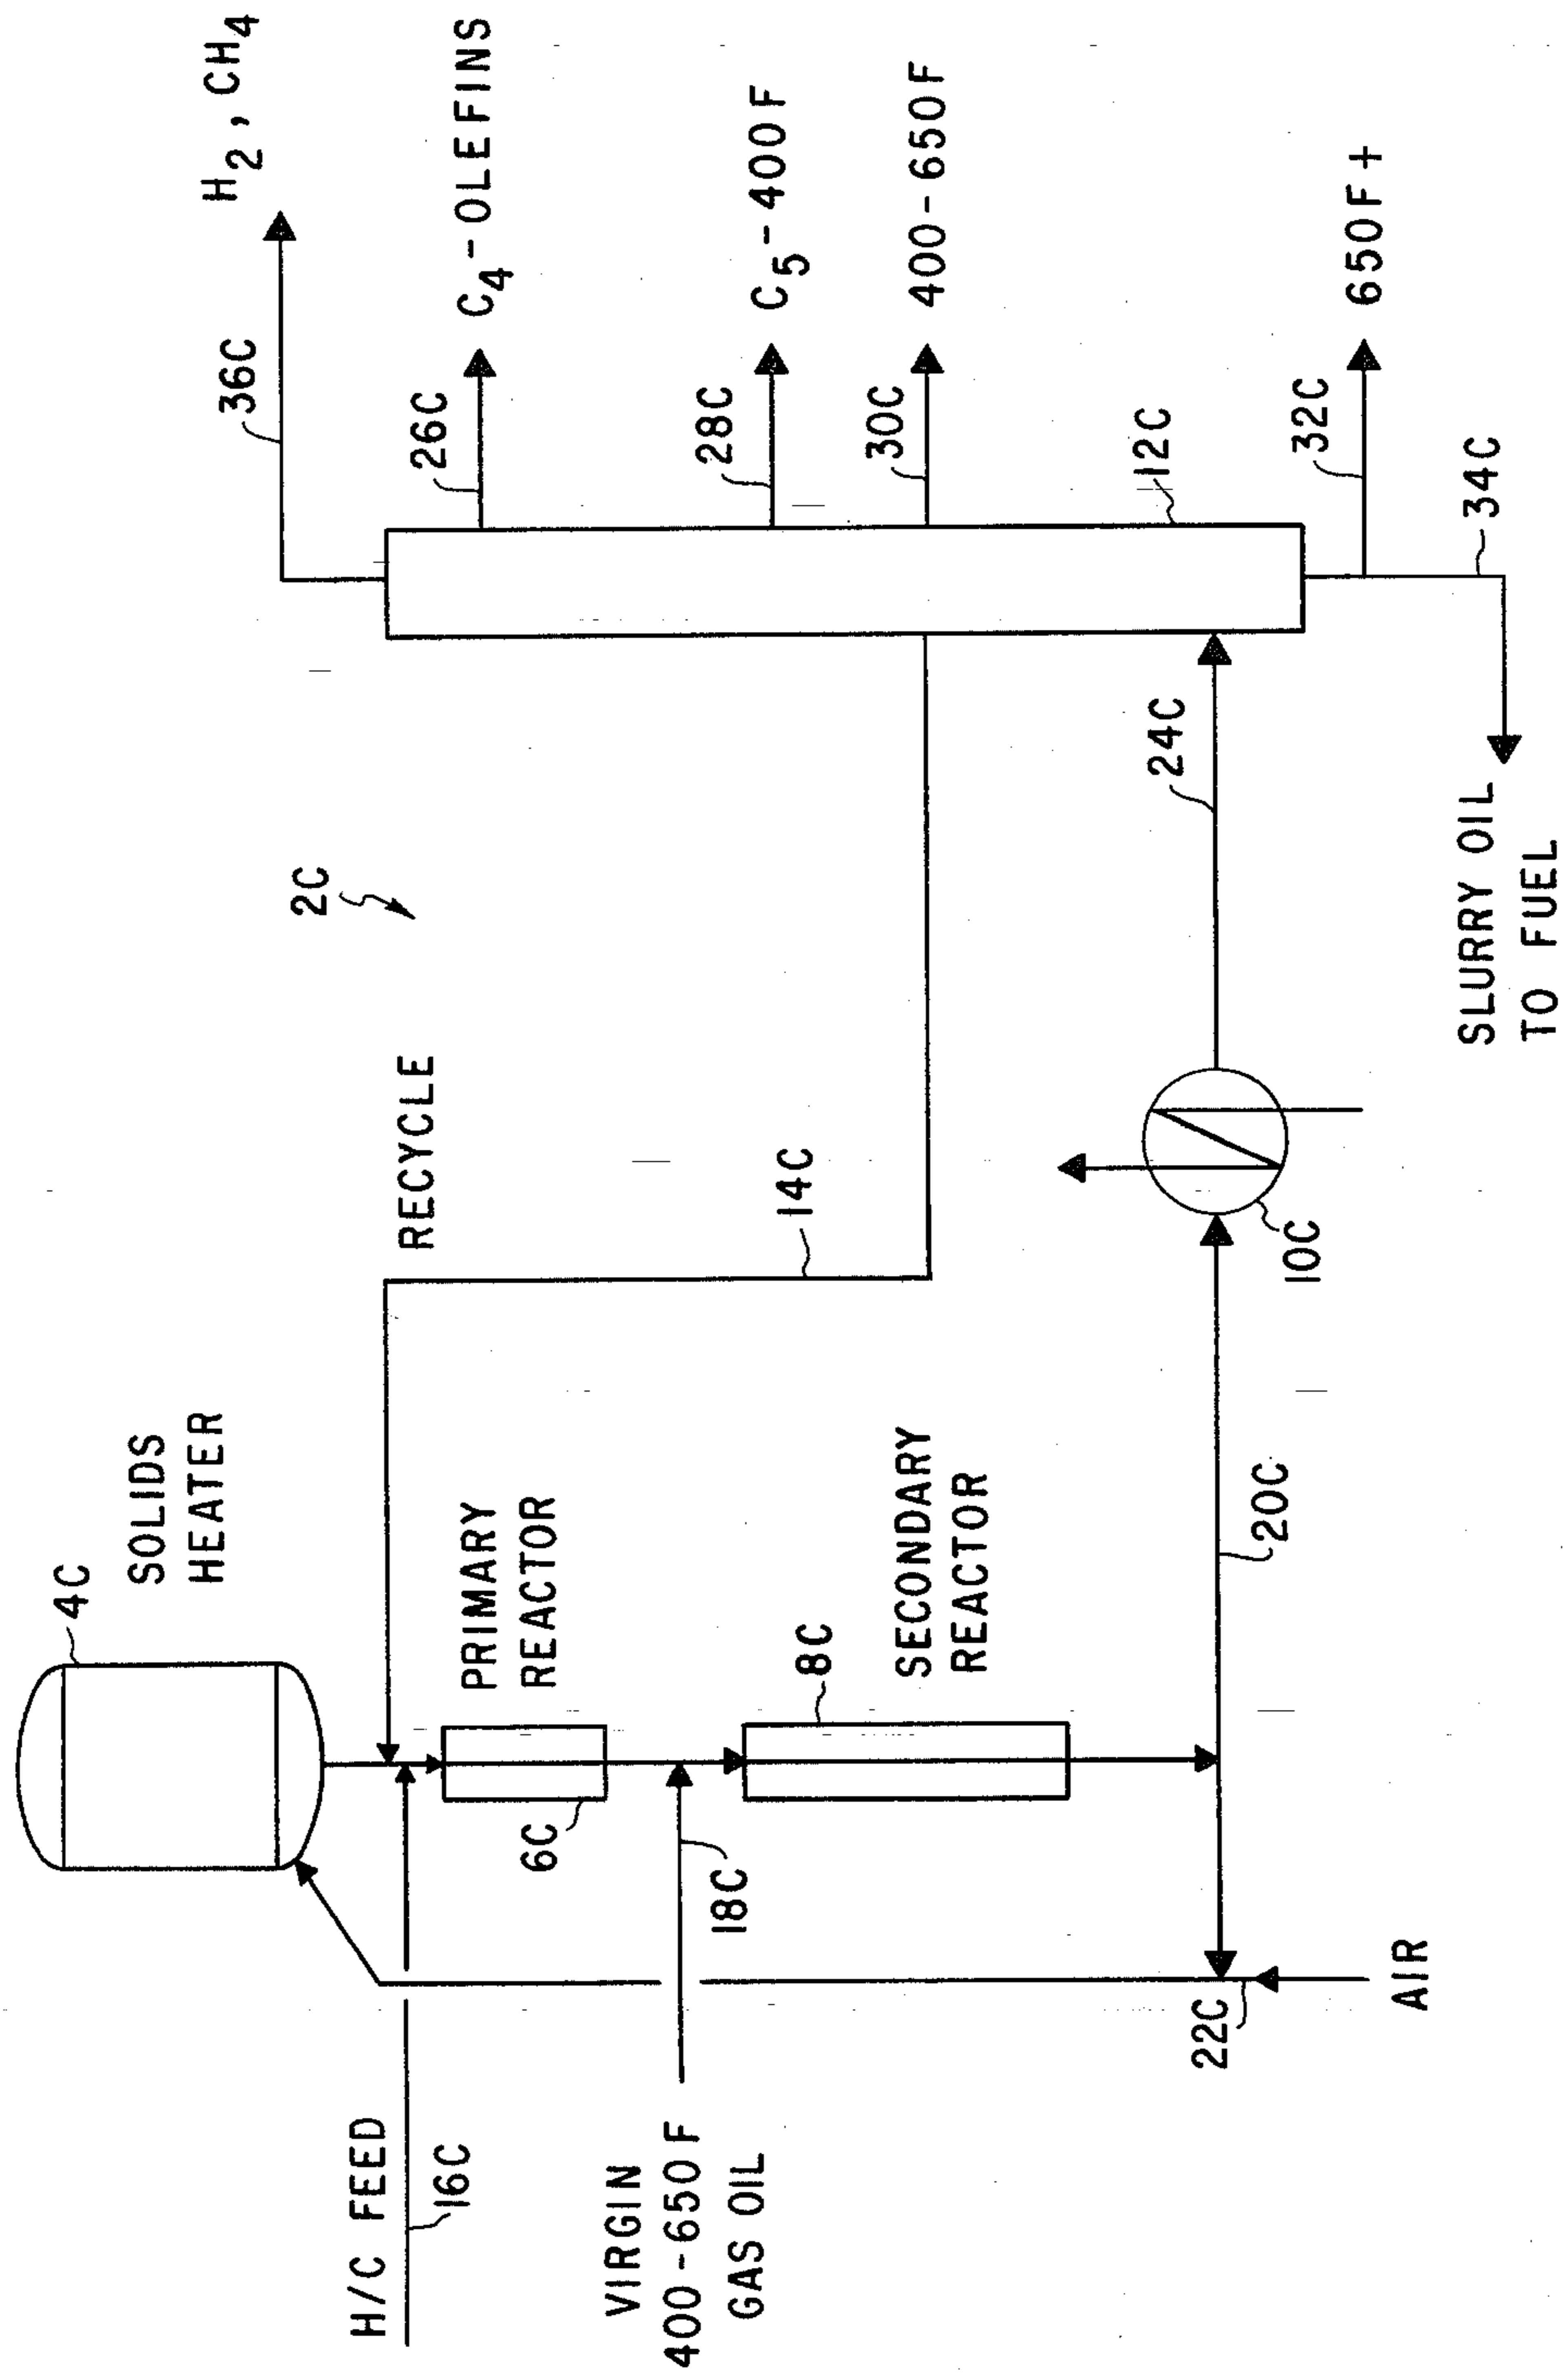 4C
SOLIDS
HEATER
H₂, CH₄
36C
2C
RECYCLE
C₄-OLEFINS
26C
H/C FEED
16C
PRIMARY
REACTOR
6C
VIRGIN
400-650F
GAS OIL
18C
14C
C₅-400F
28C
400-650F
30C
8C
SECONDARY
REACTOR
12C
24C
10C
20C
22C
AIR
650F+
32C
34C
SLURRY OIL
TO FUEL